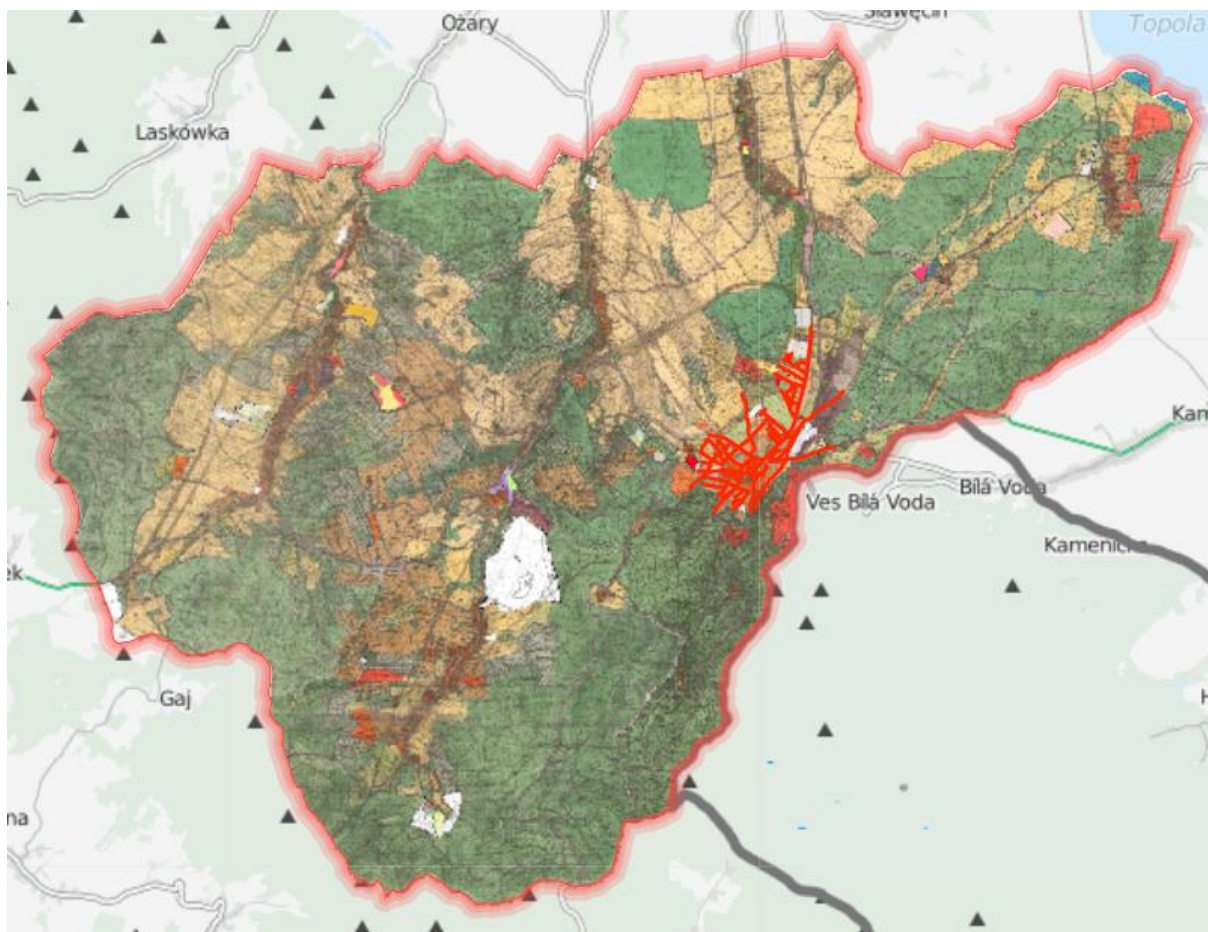 Ożary
Sławęcin
Topola
Laskówka
Kam
Ves Bílá Voda
Bílá Voda
Kamenička
ek
Gaj
H
na